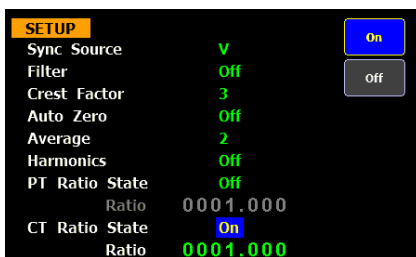 SETUP
Sync Source V
Filter Off
Crest Factor 3
Auto Zero Off
Average 2
Harmonics Off
PT Ratio State Off
Ratio 0001.000
CT Ratio State On
Ratio 0001.000
On
Off